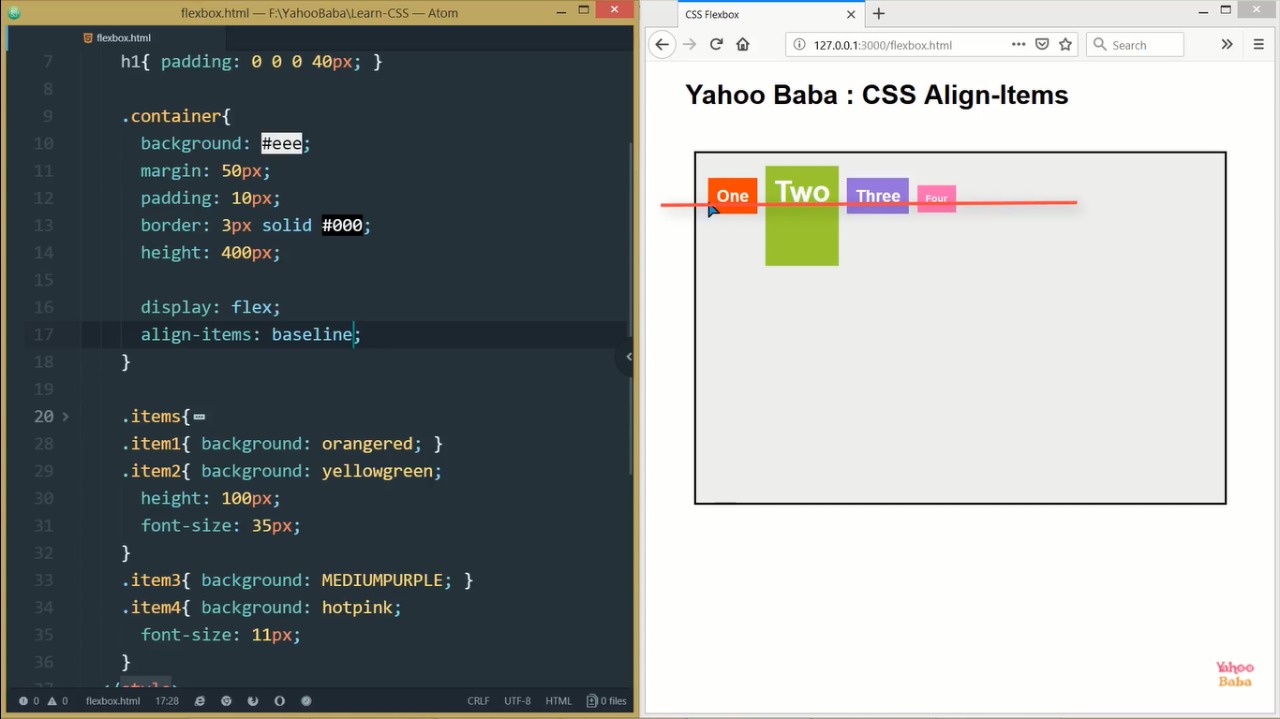 flexbox.html — F:\YahooBaba\Learn-CSS — Atom
flexbox.html
7 h1{ padding: 0 0 0 40px; }
8
9 .container{
10 background: #eee;
11 margin: 50px;
12 padding: 10px;
13 border: 3px solid #000;
14 height: 400px;
15
16 display: flex;
17 align-items: baseline;
18 }
19
20 .items{
28 .item1{ background: orangered; }
29 .item2{ background: yellowgreen;
30 height: 100px;
31 font-size: 35px;
32 }
33 .item3{ background: MEDIUMPURPLE; }
34 .item4{ background: hotpink;
35 font-size: 11px;
36 }
0 0 flexbox.html 17:28 CRLF UTF-8 HTML 0 files
CSS Flexbox
127.0.0.1:3000/flexbox.html Search
Yahoo Baba : CSS Align-Items
One Two Three Four
Yahoo
Baba